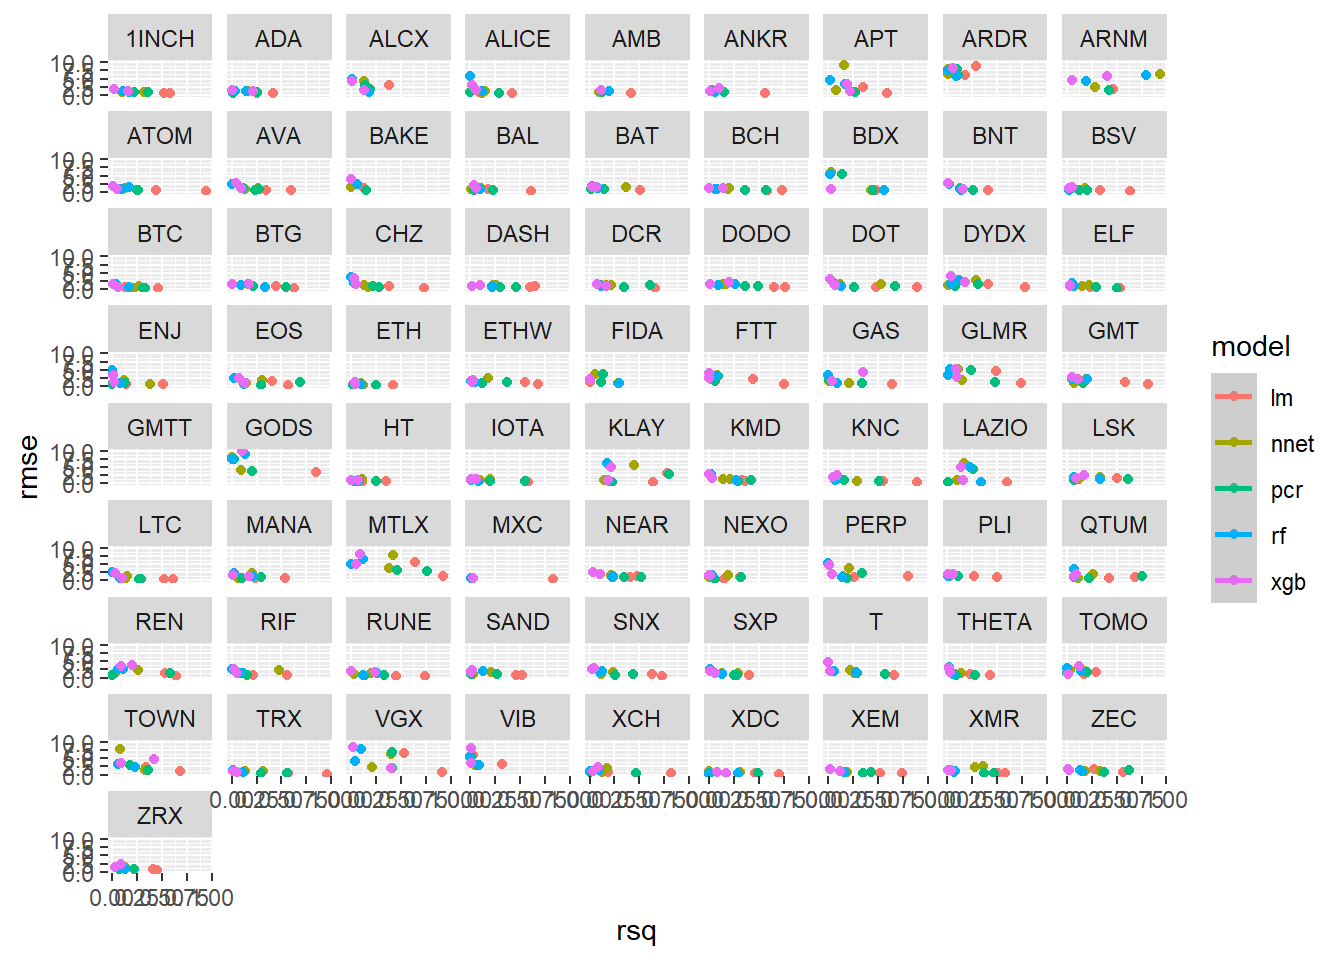 1INCH ADA ALCX ALICE AMB ANKR APT ARDR ARNM
ATOM AVA BAKE BAL BAT BCH BDX BNT BSV
BTC BTG CHZ DASH DCR DODO DOT DYDX ELF
ENJ EOS ETH ETHW FIDA FTT GAS GLMR GMT
GMTT GODS HT IOTA KLAY KMD KNC LAZIO LSK
LTC MANA MTLX MXC NEAR NEXO PERP PLI QTUM
REN RIF RUNE SAND SNX SXP T THETA TOMO
TOWN TRX VGX VIB XCH XDC XEM XMR ZEC
ZRX
rmse
rsq
model
lm
nnet
pcr
rf
xgb